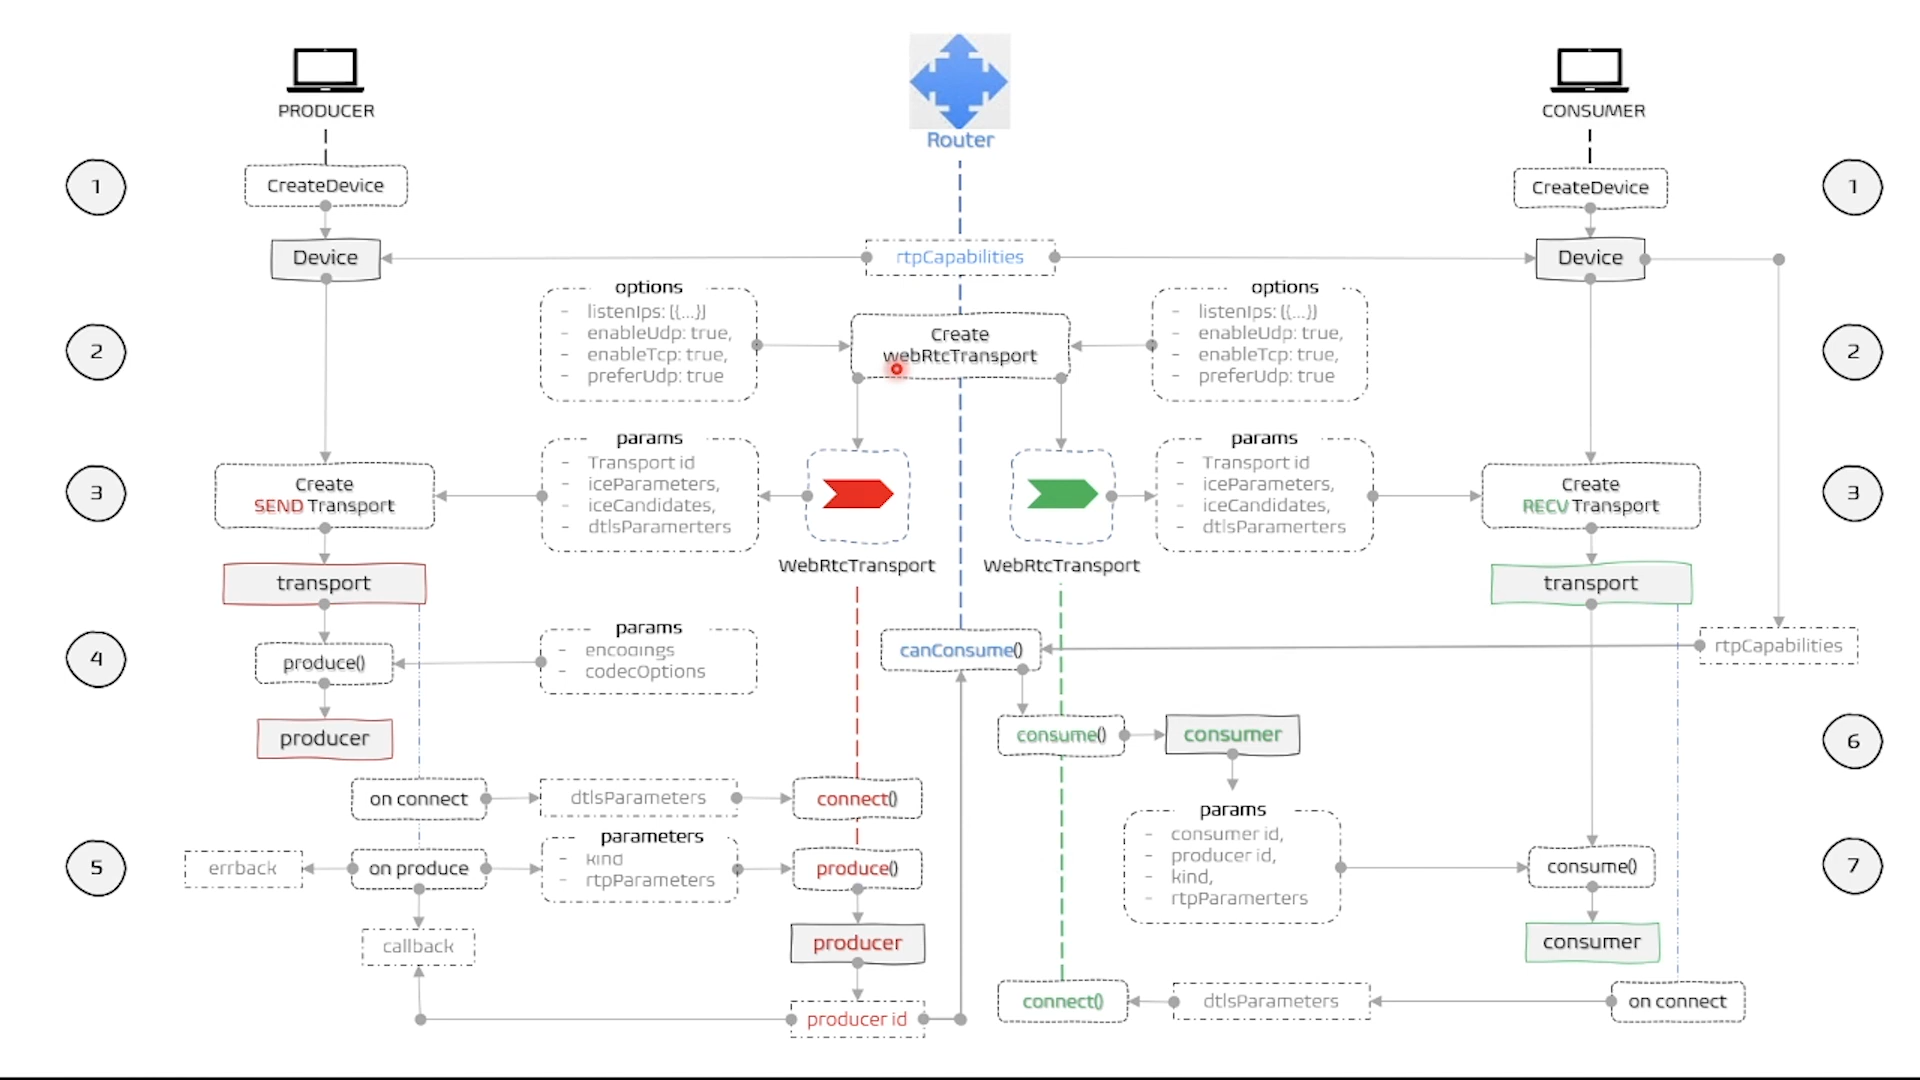 PRODUCER
Router
CONSUMER
1
CreateDevice
CreateDevice
1
Device
rtpCapabilities
Device
options
- listenIps: [{...}]
- enableUdp: true,
- enableTcp: true,
- preferUdp: true
Create
webRtcTransport
options
- listenIps: [{...}]
- enableUdp: true,
- enableTcp: true,
- preferUdp: true
2
2
3
Create
SEND Transport
params
- Transport id
- iceParameters,
- iceCandidates,
- dtlsParamerters
WebRtcTransport
WebRtcTransport
params
- Transport id
- iceParameters,
- iceCandidates,
- dtlsParamerters
Create
RECV Transport
3
transport
transport
4
produce()
params
- encodings
- codecOptions
canConsume()
rtpCapabilities
producer
consume()
consumer
6
on connect
dtlsParameters
connect()
5
errback
on produce
parameters
- kind
- rtpParameters
produce()
params
- consumer id,
- producer id,
- kind,
- rtpParamerters
consume()
7
callback
producer
consumer
producer id
connect()
dtlsParameters
on connect